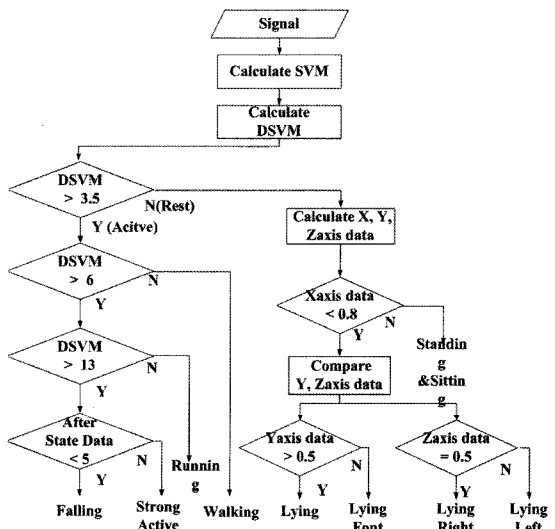 Signal
Calculate SVM
Calculate
DSVM
DSVM
> 3.5
N(Rest)
Y (Acitve)
Calculate X, Y,
Zaxis data
DSVM
> 6
N
Y
Xaxis data
< 0.8
N
Y
Standin
g
&Sittin
g
DSVM
> 13
N
Y
Compare
Y, Zaxis data
After
State Data
< 5
N
Y
Runnin
g
Yaxis data
> 0.5
N
Y
Zaxis data
= 0.5
N
Y
Falling
Strong
Active
Walking
Lying
Lying
Font
Lying
Right
Lying
Left